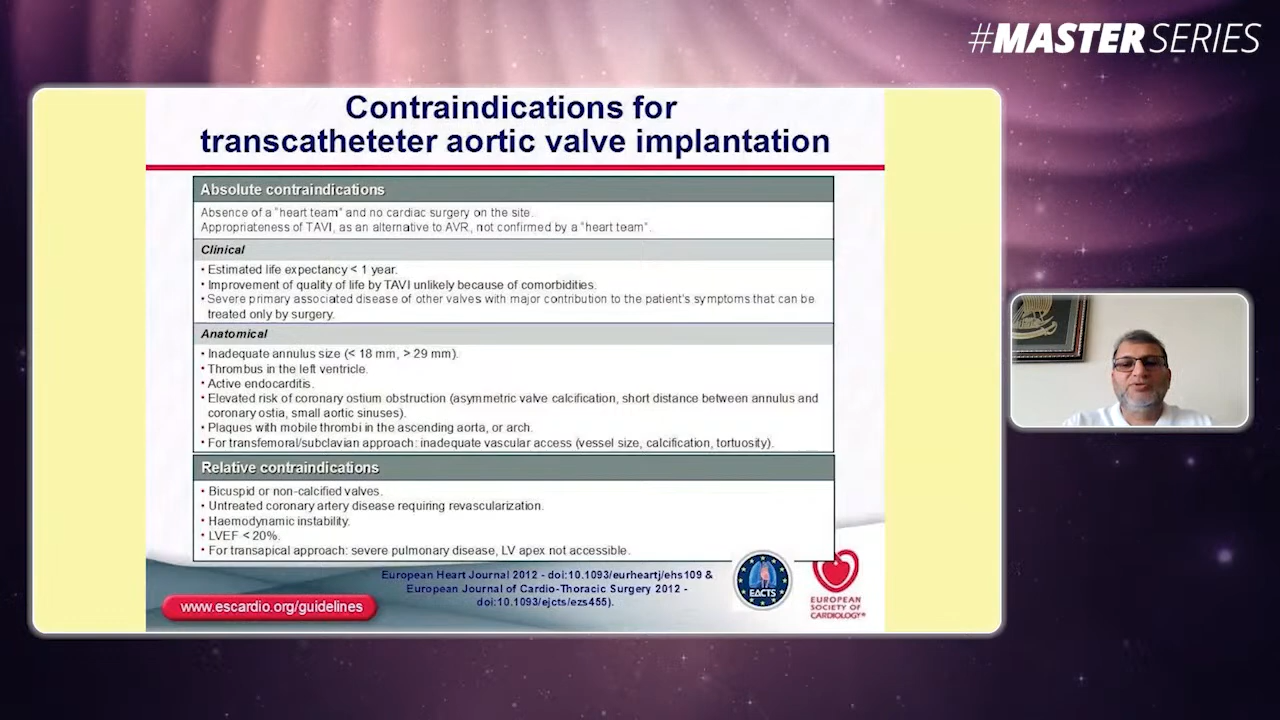 #MASTERSERIES
Contraindications for
transcatheteter aortic valve implantation
Absolute contraindications
Absence of a "heart team" and no cardiac surgery on the site.
Appropriateness of TAVI, as an alternative to AVR, not confirmed by a "heart team".
Clinical
• Estimated life expectancy < 1 year.
• Improvement of quality of life by TAVI unlikely because of comorbidities.
• Severe primary associated disease of other valves with major contribution to the patient's symptoms that can be
treated only by surgery.
Anatomical
• Inadequate annulus size (< 18 mm, > 29 mm).
• Thrombus in the left ventricle.
• Active endocarditis.
• Elevated risk of coronary ostium obstruction (asymmetric valve calcification, short distance between annulus and
coronary ostia, small aortic sinuses).
• Plaques with mobile thrombi in the ascending aorta, or arch.
• For transfemoral/subclavian approach: inadequate vascular access (vessel size, calcification, tortuosity).
Relative contraindications
• Bicuspid or non-calcified valves.
• Untreated coronary artery disease requiring revascularization.
• Haemodynamic instability.
• LVEF < 20%.
• For transapical approach: severe pulmonary disease, LV apex not accessible.
European Heart Journal 2012 - doi:10.1093/eurheartj/ehs109 &
European Journal of Cardio-Thoracic Surgery 2012 -
doi:10.1093/ejcts/ezs455).
www.escardio.org/guidelines
EACTS
EUROPEAN
SOCIETY OF
CARDIOLOGY®